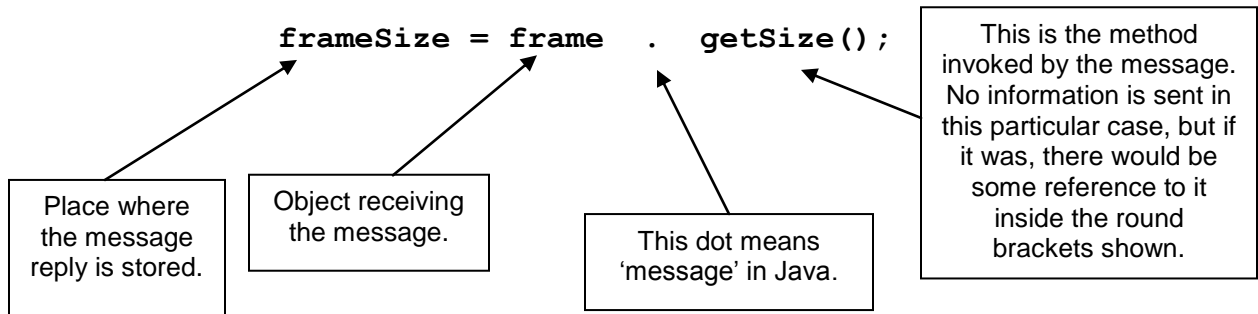 frameSize = frame . getSize();
This is the method
invoked by the message.
No information is sent in
this particular case, but if
it was, there would be
some reference to it
inside the round
brackets shown.
Place where
the message
reply is stored.
Object receiving
the message.
This dot means
‘message’ in Java.